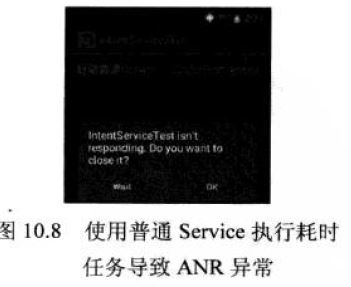 IntentServiceTest isn't
responding. Do you want to
close it?
Wait
OK
图 10.8 使用普通 Service 执行耗时
任务导致 ANR 异常